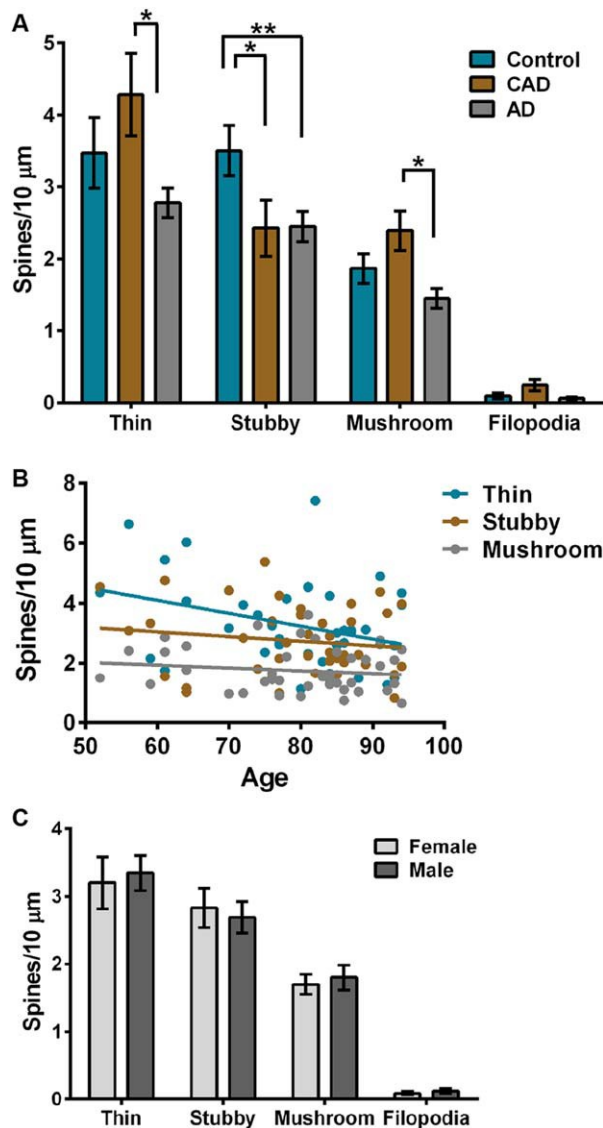 A
*
**
*
*
Control
CAD
AD
Spines/10 μm
5
4
3
2
1
0
Thin Stubby Mushroom Filopodia
B
Thin
Stubby
Mushroom
Spines/10 μm
8
6
4
2
0
50 60 70 80 90 100
Age
C
Female
Male
Spines/10 μm
4
3
2
1
0
Thin Stubby Mushroom Filopodia